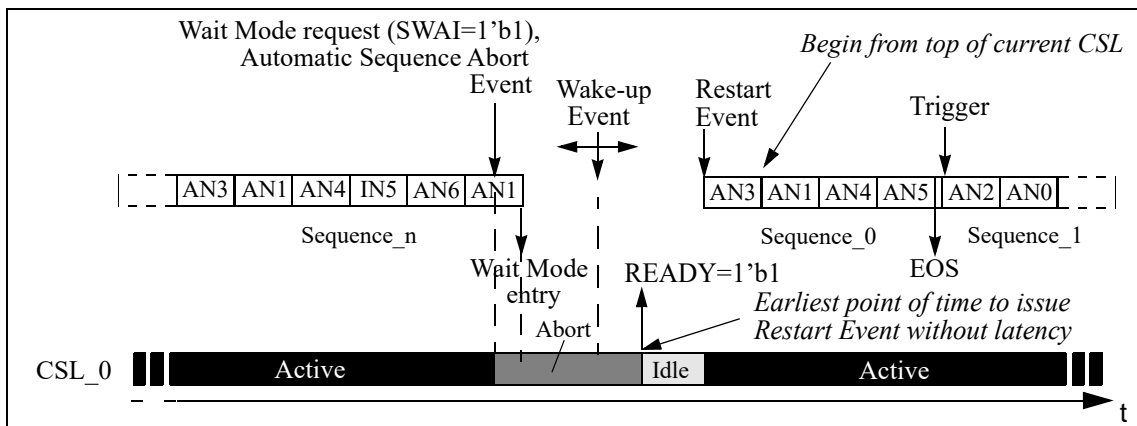 Wait Mode request (SWAI=1’b1),
Automatic Sequence Abort
Event
Wake-up
Event
Restart
Event
Begin from top of current CSL
Trigger
AN3 AN1 AN4 IN5 AN6 AN1
AN3 AN1 AN4 AN5 AN2 AN0
Sequence_n
Sequence_0
Sequence_1
Wait Mode
entry
READY=1’b1
EOS
Earliest point of time to issue
Restart Event without latency
Abort
CSL_0
Active
Idle
Active
t